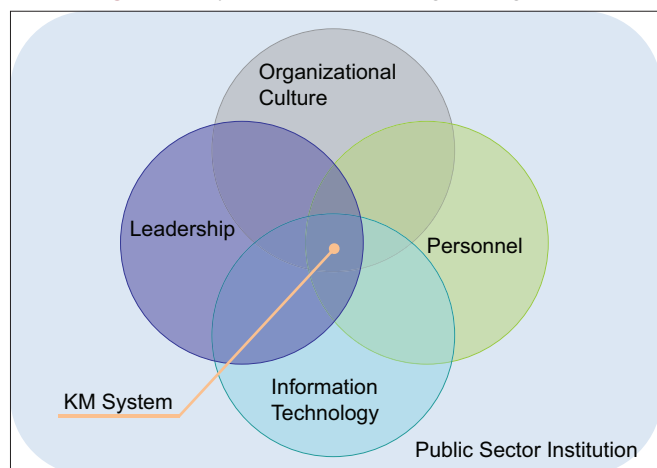 Organizational
Culture
Leadership
Personnel
Information
Technology
KM System
Public Sector Institution